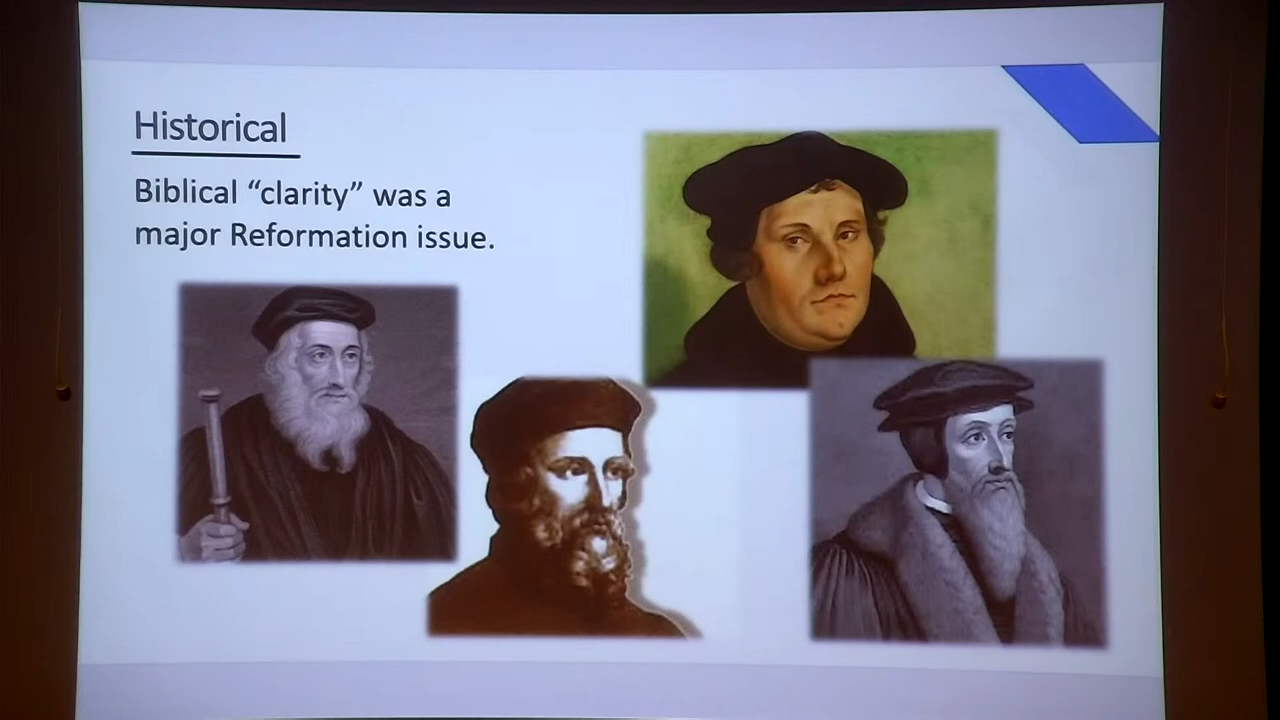 Historical
Biblical “clarity” was a
major Reformation issue.